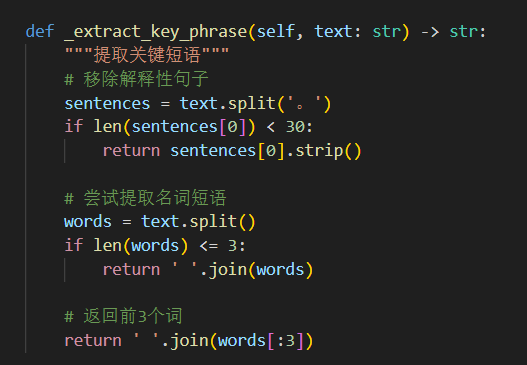 def _extract_key_phrase(self, text: str) -> str:
    """提取关键短语"""
    # 移除解释性句子
    sentences = text.split('。')
    if len(sentences[0]) < 30:
        return sentences[0].strip()

    # 尝试提取名词短语
    words = text.split()
    if len(words) <= 3:
        return ' '.join(words)

    # 返回前3个词
    return ' '.join(words[:3])